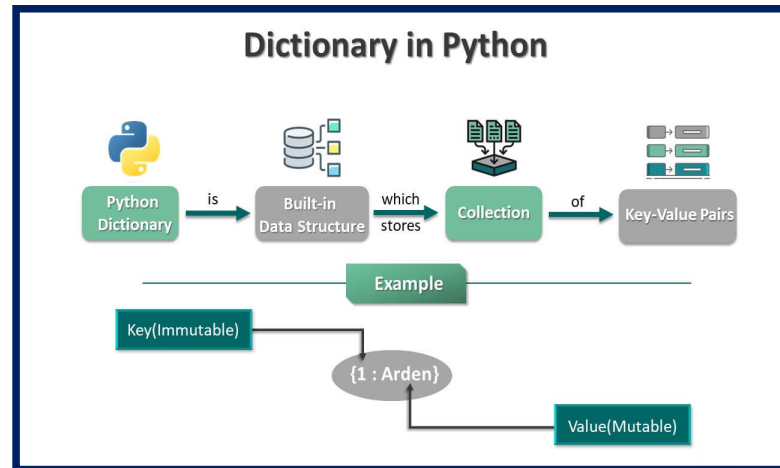 Dictionary in Python
Python
Dictionary
is
Built-in
Data Structure
which
stores
Collection
of
Key-Value Pairs
Example
Key(Immutable)
{1 : Arden}
Value(Mutable)